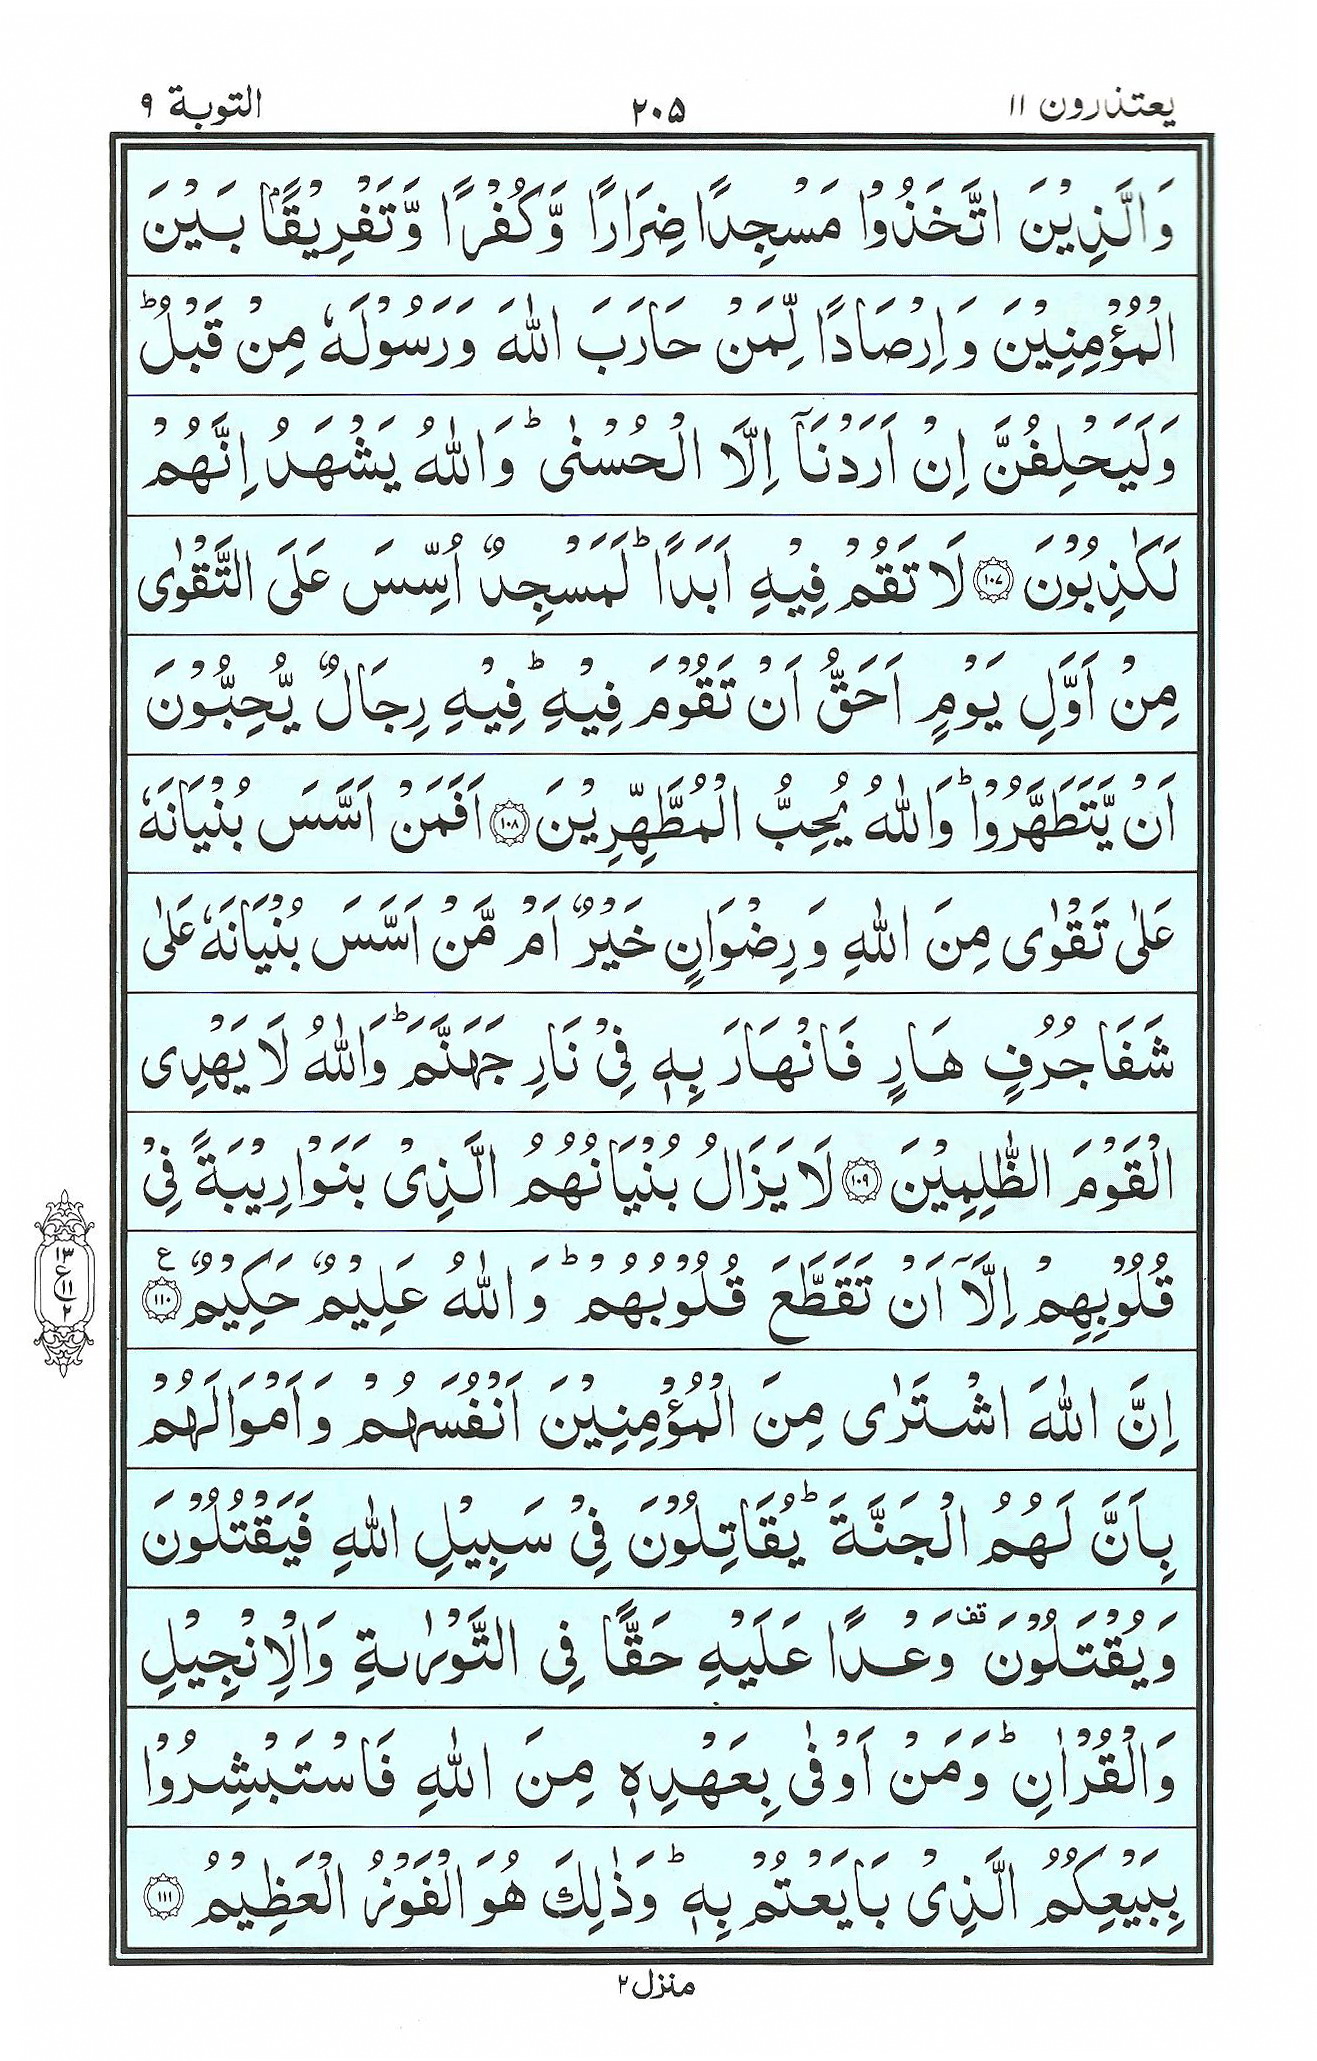 يعتذرون ١١
٢٠٥
التوبة ٩
وَالَّذِيْنَ اتَّخَذُوْا مَسْجِدًا ضِرَارًا وَّكُفْرًا وَّتَفْرِيْقًۢا بَيْنَ
الْمُؤْمِنِيْنَ وَاِرْصَادًا لِّمَنْ حَارَبَ اللّٰهَ وَرَسُوْلَهٗ مِنْ قَبْلُ ؕ
وَلَيَحْلِفُنَّ اِنْ اَرَدْنَاۤ اِلَّا الْحُسْنٰى ؕ وَاللّٰهُ يَشْهَدُ اِنَّهُمْ
لَكٰذِبُوْنَ ۝١٠٧ لَا تَقُمْ فِيْهِ اَبَدًا ؕ لَمَسْجِدٌ اُسِّسَ عَلَى التَّقْوٰى
مِنْ اَوَّلِ يَوْمٍ اَحَقُّ اَنْ تَقُوْمَ فِيْهِ ؕ فِيْهِ رِجَالٌ يُّحِبُّوْنَ
اَنْ يَّتَطَهَّرُوْا ؕ وَاللّٰهُ يُحِبُّ الْمُطَّهِّرِيْنَ ۝١٠٨ اَفَمَنْ اَسَّسَ بُنْيَانَهٗ
عَلٰى تَقْوٰى مِنَ اللّٰهِ وَرِضْوَانٍ خَيْرٌ اَمْ مَّنْ اَسَّسَ بُنْيَانَهٗ عَلٰى
شَفَا جُرُفٍ هَارٍ فَانْهَارَ بِهٖ فِيْ نَارِ جَهَنَّمَ ؕ وَاللّٰهُ لَا يَهْدِى
الْقَوْمَ الظّٰلِمِيْنَ ۝١٠٩ لَا يَزَالُ بُنْيَانُهُمُ الَّذِيْ بَنَوْا رِيْبَةً فِيْ
قُلُوْبِهِمْ اِلَّاۤ اَنْ تَقَطَّعَ قُلُوْبُهُمْ ؕ وَاللّٰهُ عَلِيْمٌ حَكِيْمٌ ۝١١٠ ع
١٣
ع
١١
٢
اِنَّ اللّٰهَ اشْتَرٰى مِنَ الْمُؤْمِنِيْنَ اَنْفُسَهُمْ وَاَمْوَالَهُمْ
بِاَنَّ لَهُمُ الْجَنَّةَ ؕ يُقَاتِلُوْنَ فِيْ سَبِيْلِ اللّٰهِ فَيَقْتُلُوْنَ
وَيُقْتَلُوْنَ قف وَعْدًا عَلَيْهِ حَقًّا فِى التَّوْرٰىةِ وَالْاِنْجِيْلِ
وَالْقُرْاٰنِ ؕ وَمَنْ اَوْفٰى بِعَهْدِهٖ مِنَ اللّٰهِ فَاسْتَبْشِرُوْا
بِبَيْعِكُمُ الَّذِيْ بَايَعْتُمْ بِهٖ ؕ وَذٰلِكَ هُوَ الْفَوْزُ الْعَظِيْمُ ۝١١١
منزل ٢